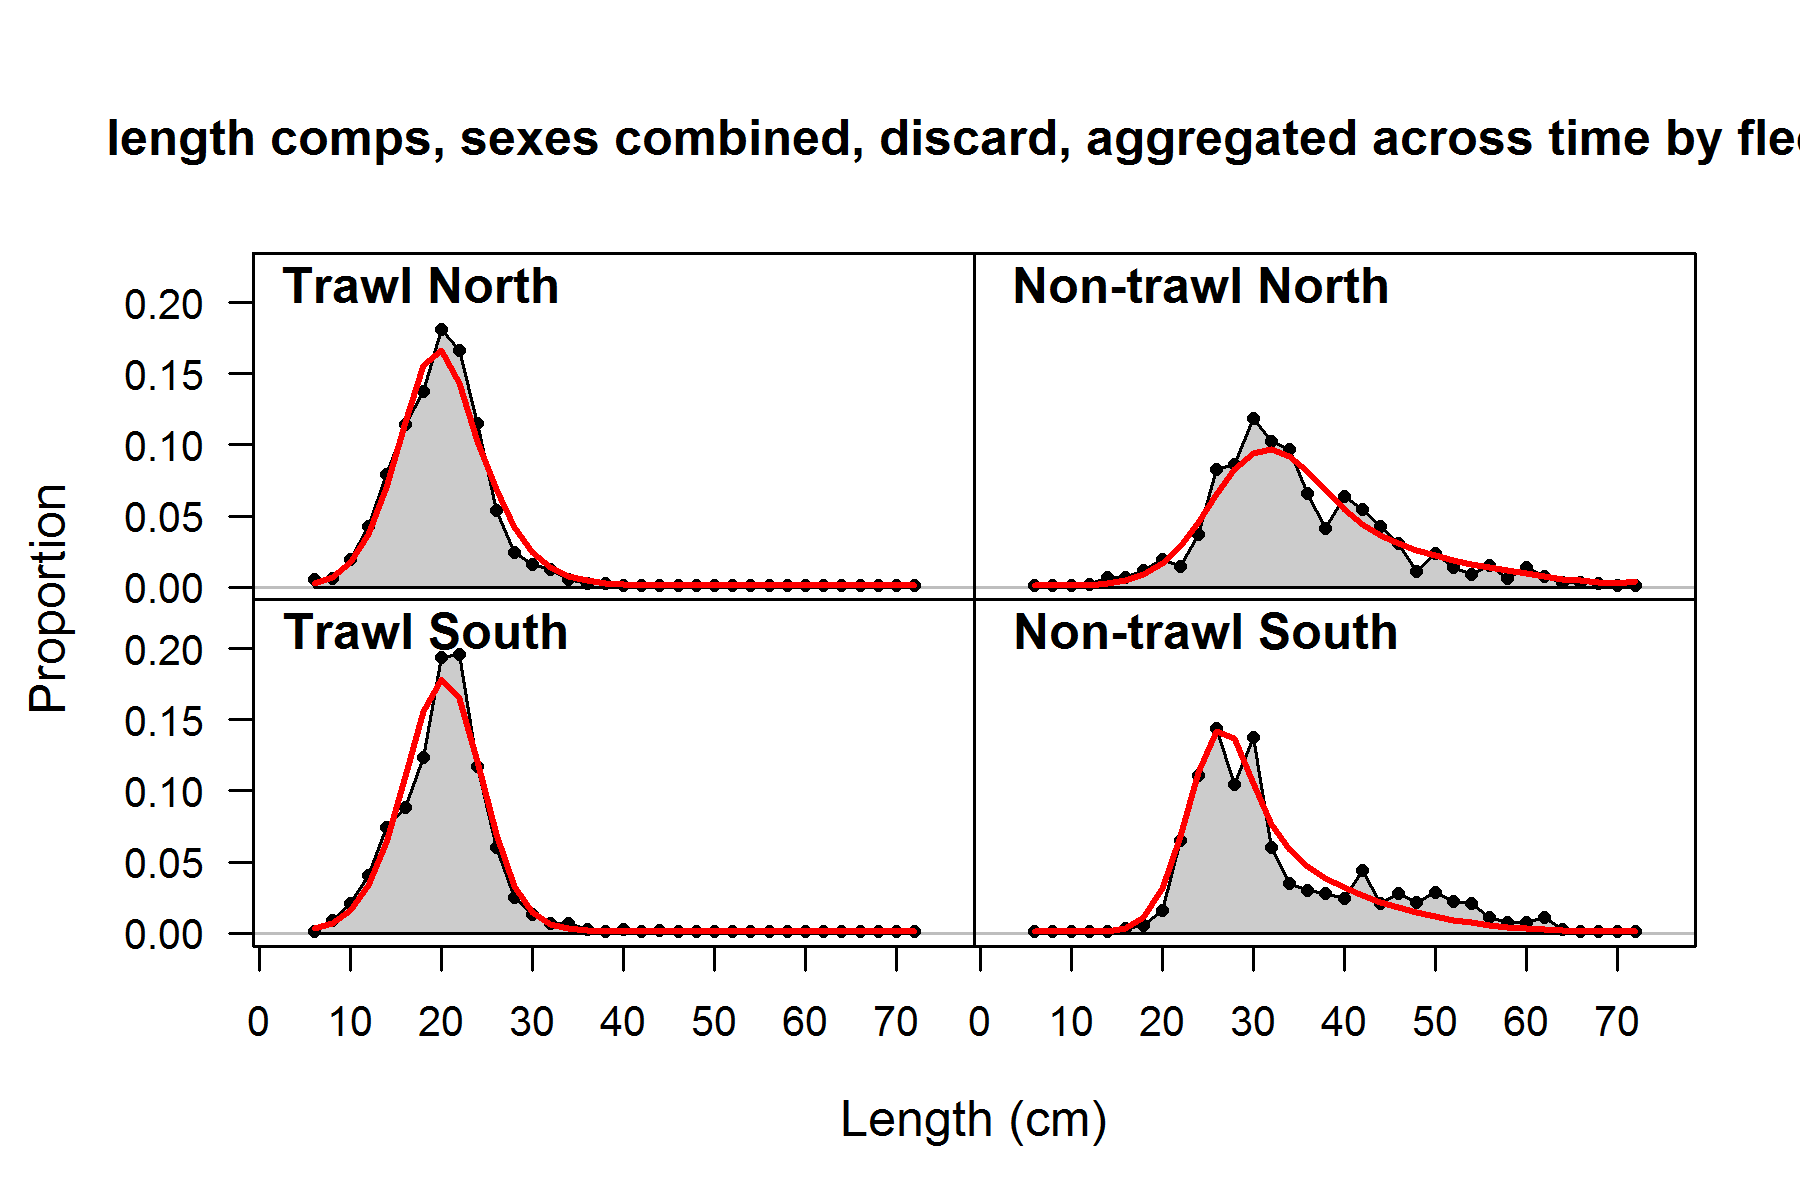 length comps, sexes combined, discard, aggregated across time by
Trawl North
Non-trawl North
0.20
0.15
0.10
0.05
0.00
Trawl South
Non-trawl South
0.20
0.15
0.10
0.05
0.00
Proportion
0 10 20 30 40 50 60 70 0 10 20 30 40 50 60 70
Length (cm)